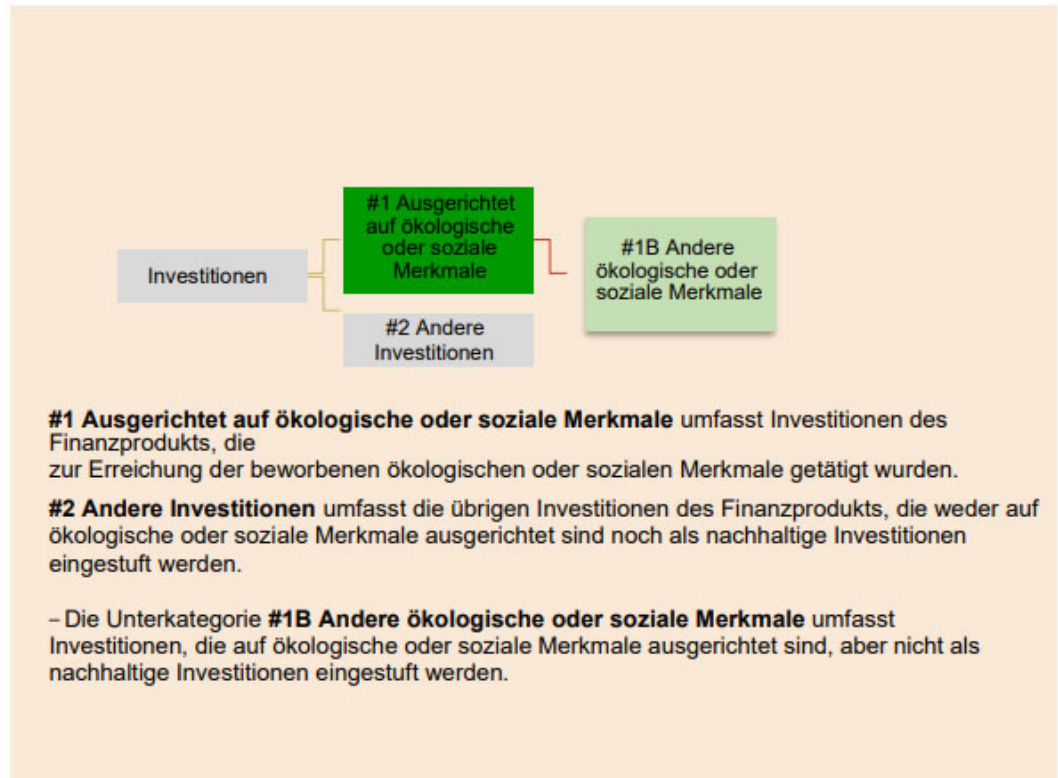 #1 Ausgerichtet
auf ökologische
oder soziale
Merkmale
#1B Andere
ökologische oder
soziale Merkmale
Investitionen
#2 Andere
Investitionen
#1 Ausgerichtet auf ökologische oder soziale Merkmale umfasst Investitionen des
Finanzprodukts, die
zur Erreichung der beworbenen ökologischen oder sozialen Merkmale getätigt wurden.
#2 Andere Investitionen umfasst die übrigen Investitionen des Finanzprodukts, die weder auf
ökologische oder soziale Merkmale ausgerichtet sind noch als nachhaltige Investitionen
eingestuft werden.
– Die Unterkategorie #1B Andere ökologische oder soziale Merkmale umfasst
Investitionen, die auf ökologische oder soziale Merkmale ausgerichtet sind, aber nicht als
nachhaltige Investitionen eingestuft werden.